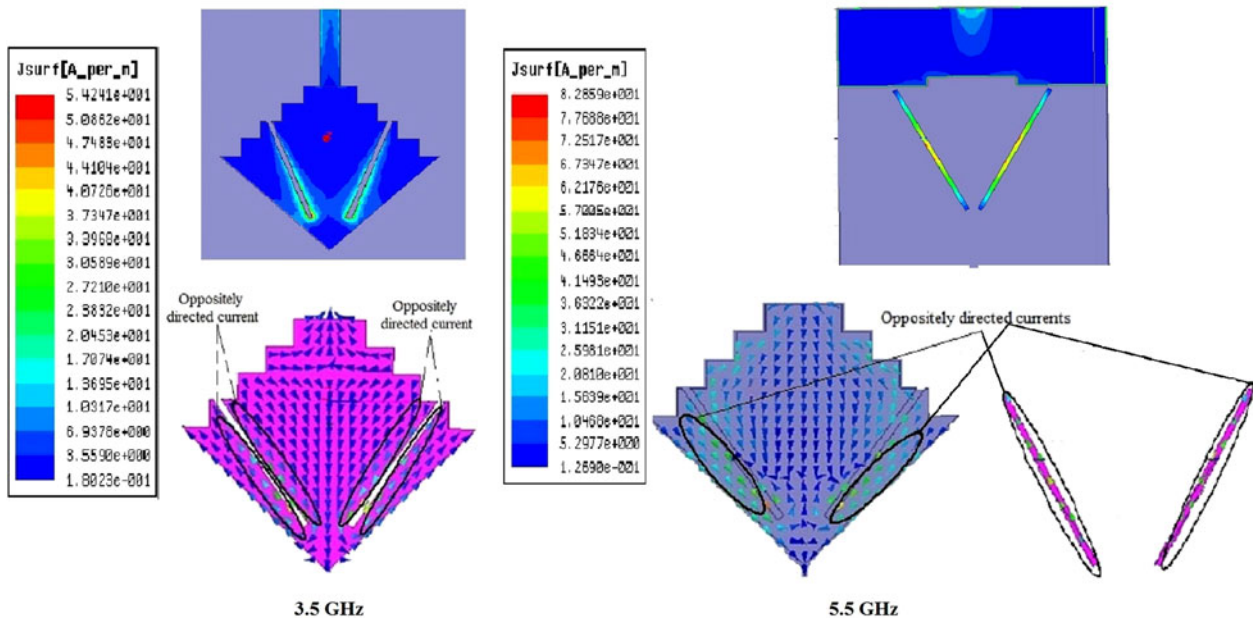 Jsurf[A_per_m]
5.4241e+001
5.0862e+001
4.7483e+001
4.4104e+001
4.0726e+001
3.7347e+001
3.3968e+001
3.0589e+001
2.7210e+001
2.3832e+001
2.0453e+001
1.7074e+001
1.3695e+001
1.0317e+001
6.9376e+000
3.5590e+000
1.8023e-001
Jsurf[A_per_m]
8.2859e+001
7.7688e+001
7.2517e+001
6.7347e+001
6.2176e+001
5.7005e+001
5.1834e+001
4.6664e+001
4.1493e+001
3.6322e+001
3.1151e+001
2.5981e+001
2.0810e+001
1.5639e+001
1.0468e+001
5.2977e+000
1.2690e-001
Oppositely
directed current
Oppositely
directed current
Oppositely directed currents
3.5 GHz
5.5 GHz